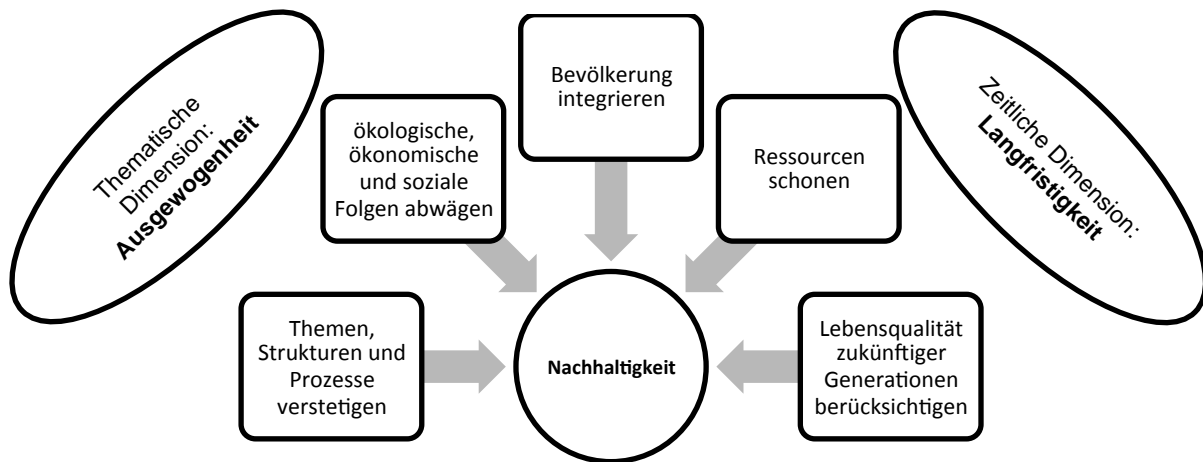 Thematische
Dimension:
Ausgewogenheit
ökologische,
ökonomische
und soziale
Folgen abwägen
Bevölkerung
integrieren
Ressourcen
schonen
Zeitliche Dimension:
Langfristigkeit
Themen,
Strukturen und
Prozesse
verstetigen
Nachhaltigkeit
Lebensqualität
zukünftiger
Generationen
berücksichtigen